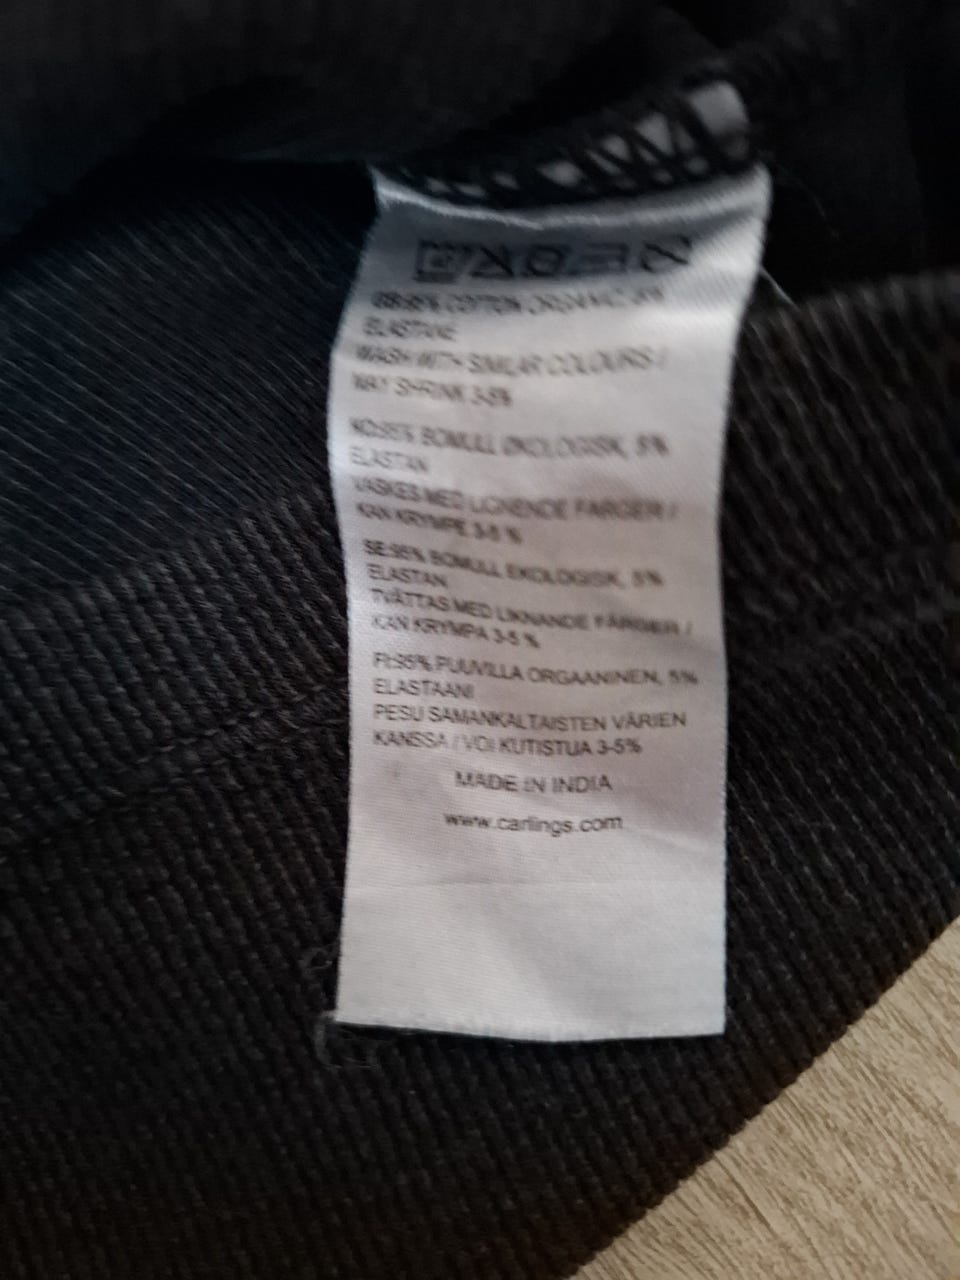 GB:95% COTTON ORGANIC, 5%
ELASTANE
WASH WITH SIMILAR COLOURS /
MAY SHRINK 3-5%
NO:95% BOMULL ØKOLOGISK, 5%
ELASTAN
VASKES MED LIGNENDE FARGER /
KAN KRYMPE 3-5 %
SE:95% BOMULL EKOLOGISK, 5%
ELASTAN
TVÄTTAS MED LIKNANDE FÄRGER /
KAN KRYMPA 3-5 %
FI:95% PUUVILLA ORGAANINEN, 5%
ELASTAANI
PESU SAMANKALTAISTEN VÄRIEN
KANSSA / VOI KUTISTUA 3-5%
MADE IN INDIA
www.carlings.com